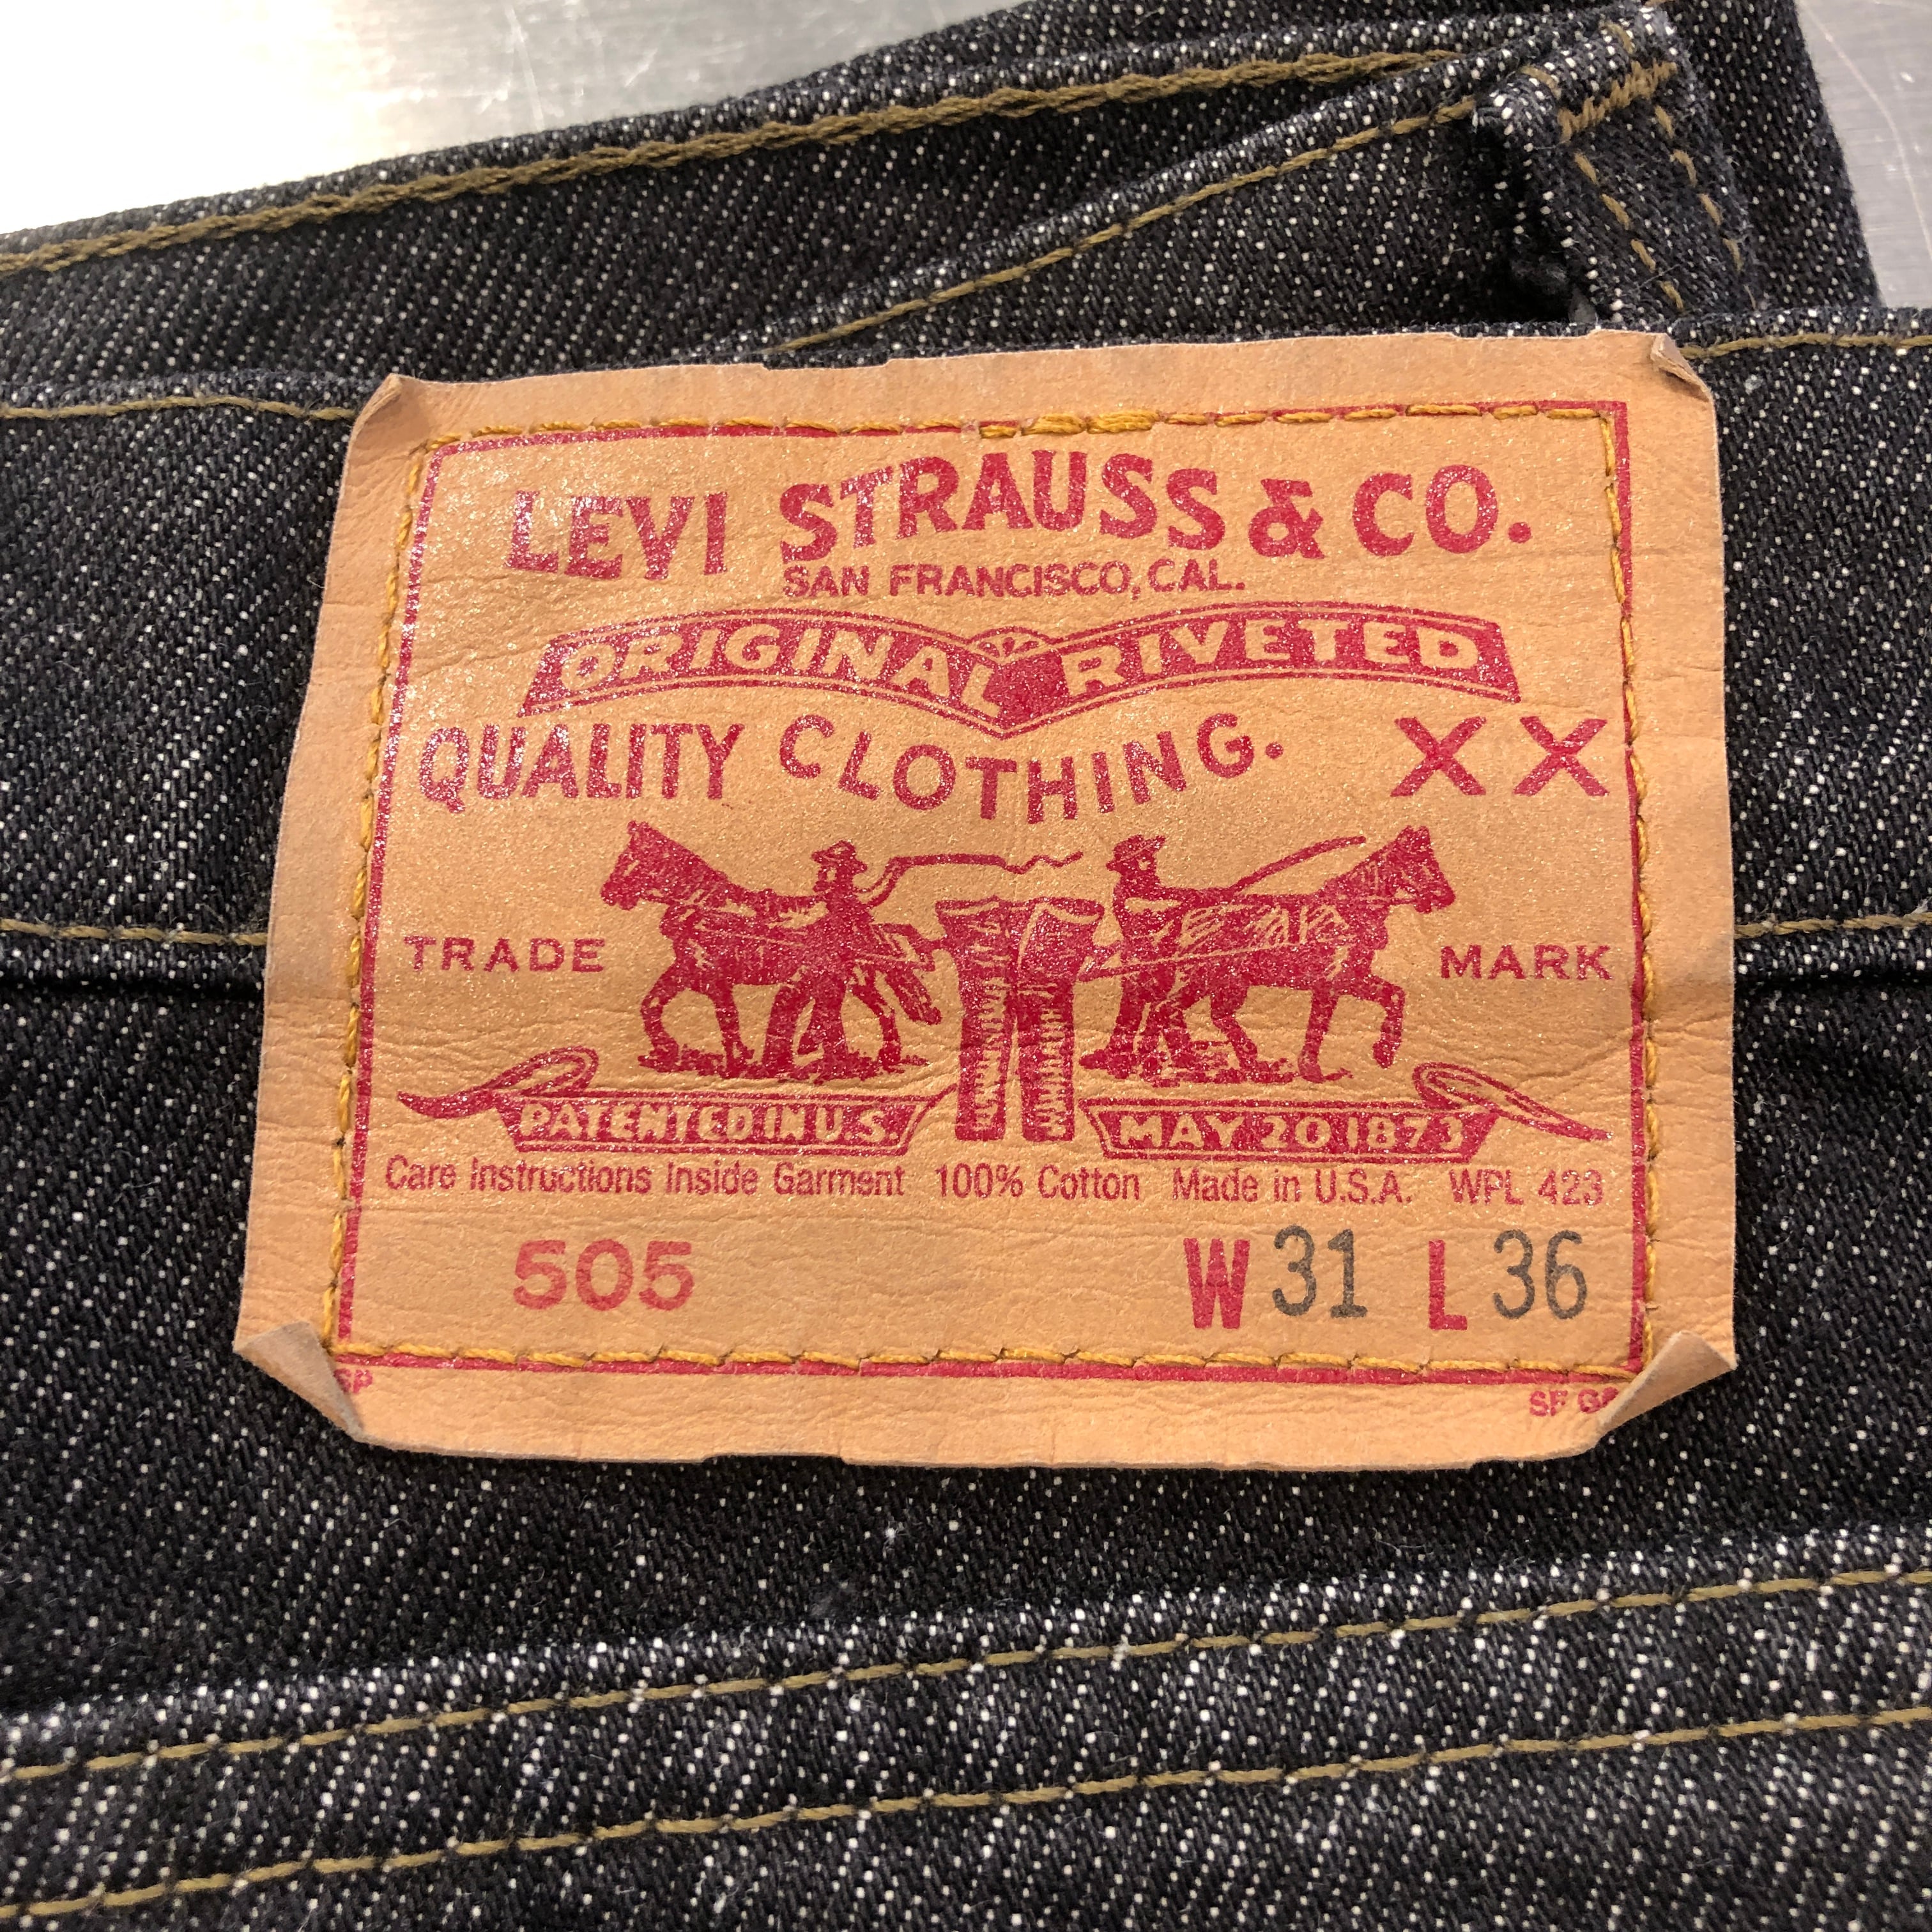 LEVI STRAUSS & CO.
SAN FRANCISCO, CAL.
ORIGINAL RIVETED
QUALITY CLOTHING. XX
TRADE MARK
PATENTED IN U.S. MAY 20 1873
Care Instructions Inside Garment 100% Cotton Made in U.S.A. WPL 423
505 W 31 L 36
SF